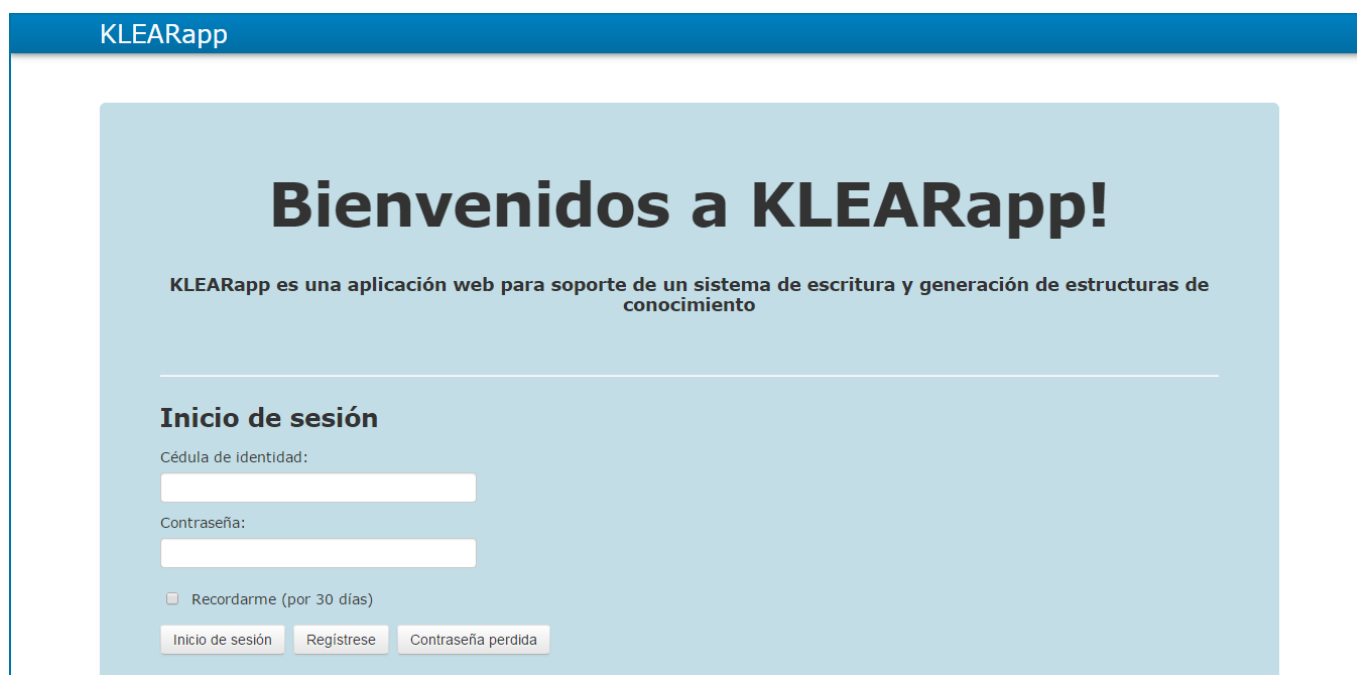 KLEARapp
Bienvenidos a KLEARapp!
KLEARapp es una aplicación web para soporte de un sistema de escritura y generación de estructuras de
conocimiento
Inicio de sesión
Cédula de identidad:
Contraseña:
Recordarme (por 30 días)
Inicio de sesión Regístrese Contraseña perdida